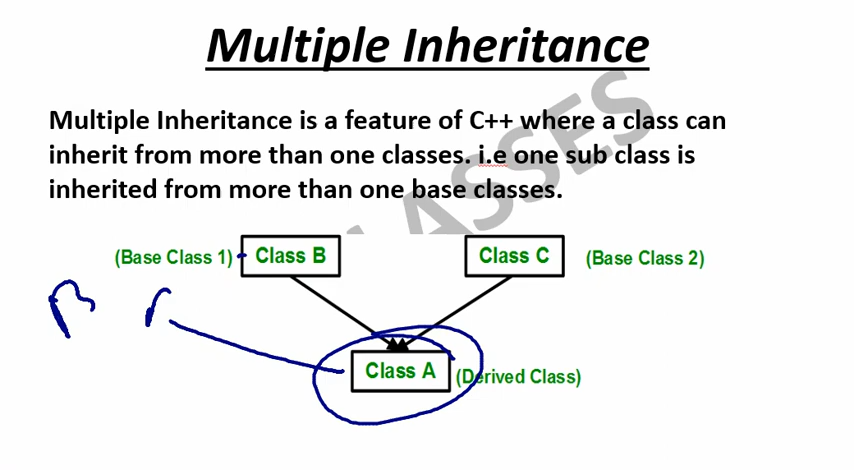 Multiple Inheritance
Multiple Inheritance is a feature of C++ where a class can
inherit from more than one classes. i.e one sub class is
inherited from more than one base classes.
ASSES
(Base Class 1) Class B Class C (Base Class 2)
Class A (Derived Class)